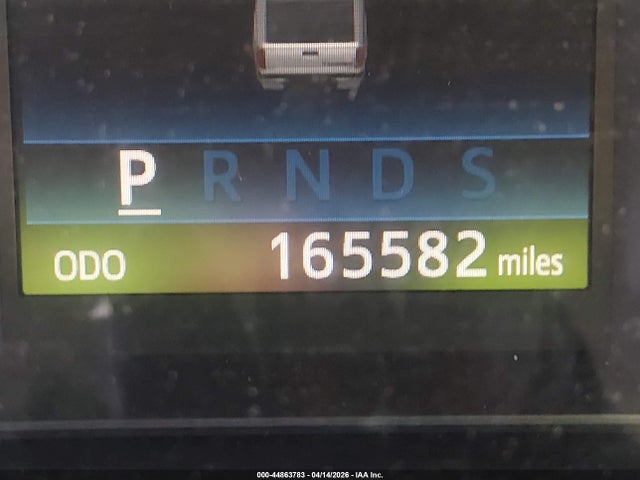 P R N D S
ODO 165582 miles
000-44863783 - 04/14/2026 - IAA Inc.